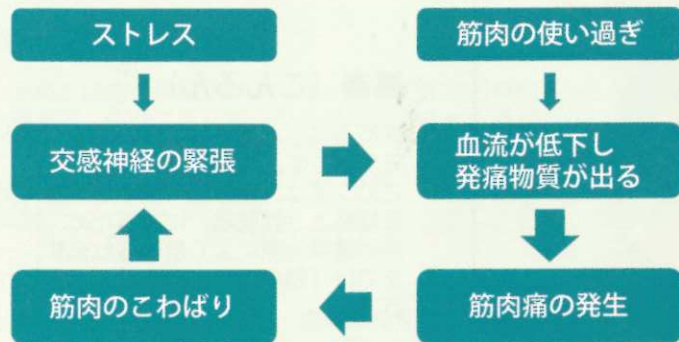 ストレス
筋肉の使い過ぎ
交感神経の緊張
血流が低下し
発痛物質が出る
筋肉のこわばり
筋肉痛の発生